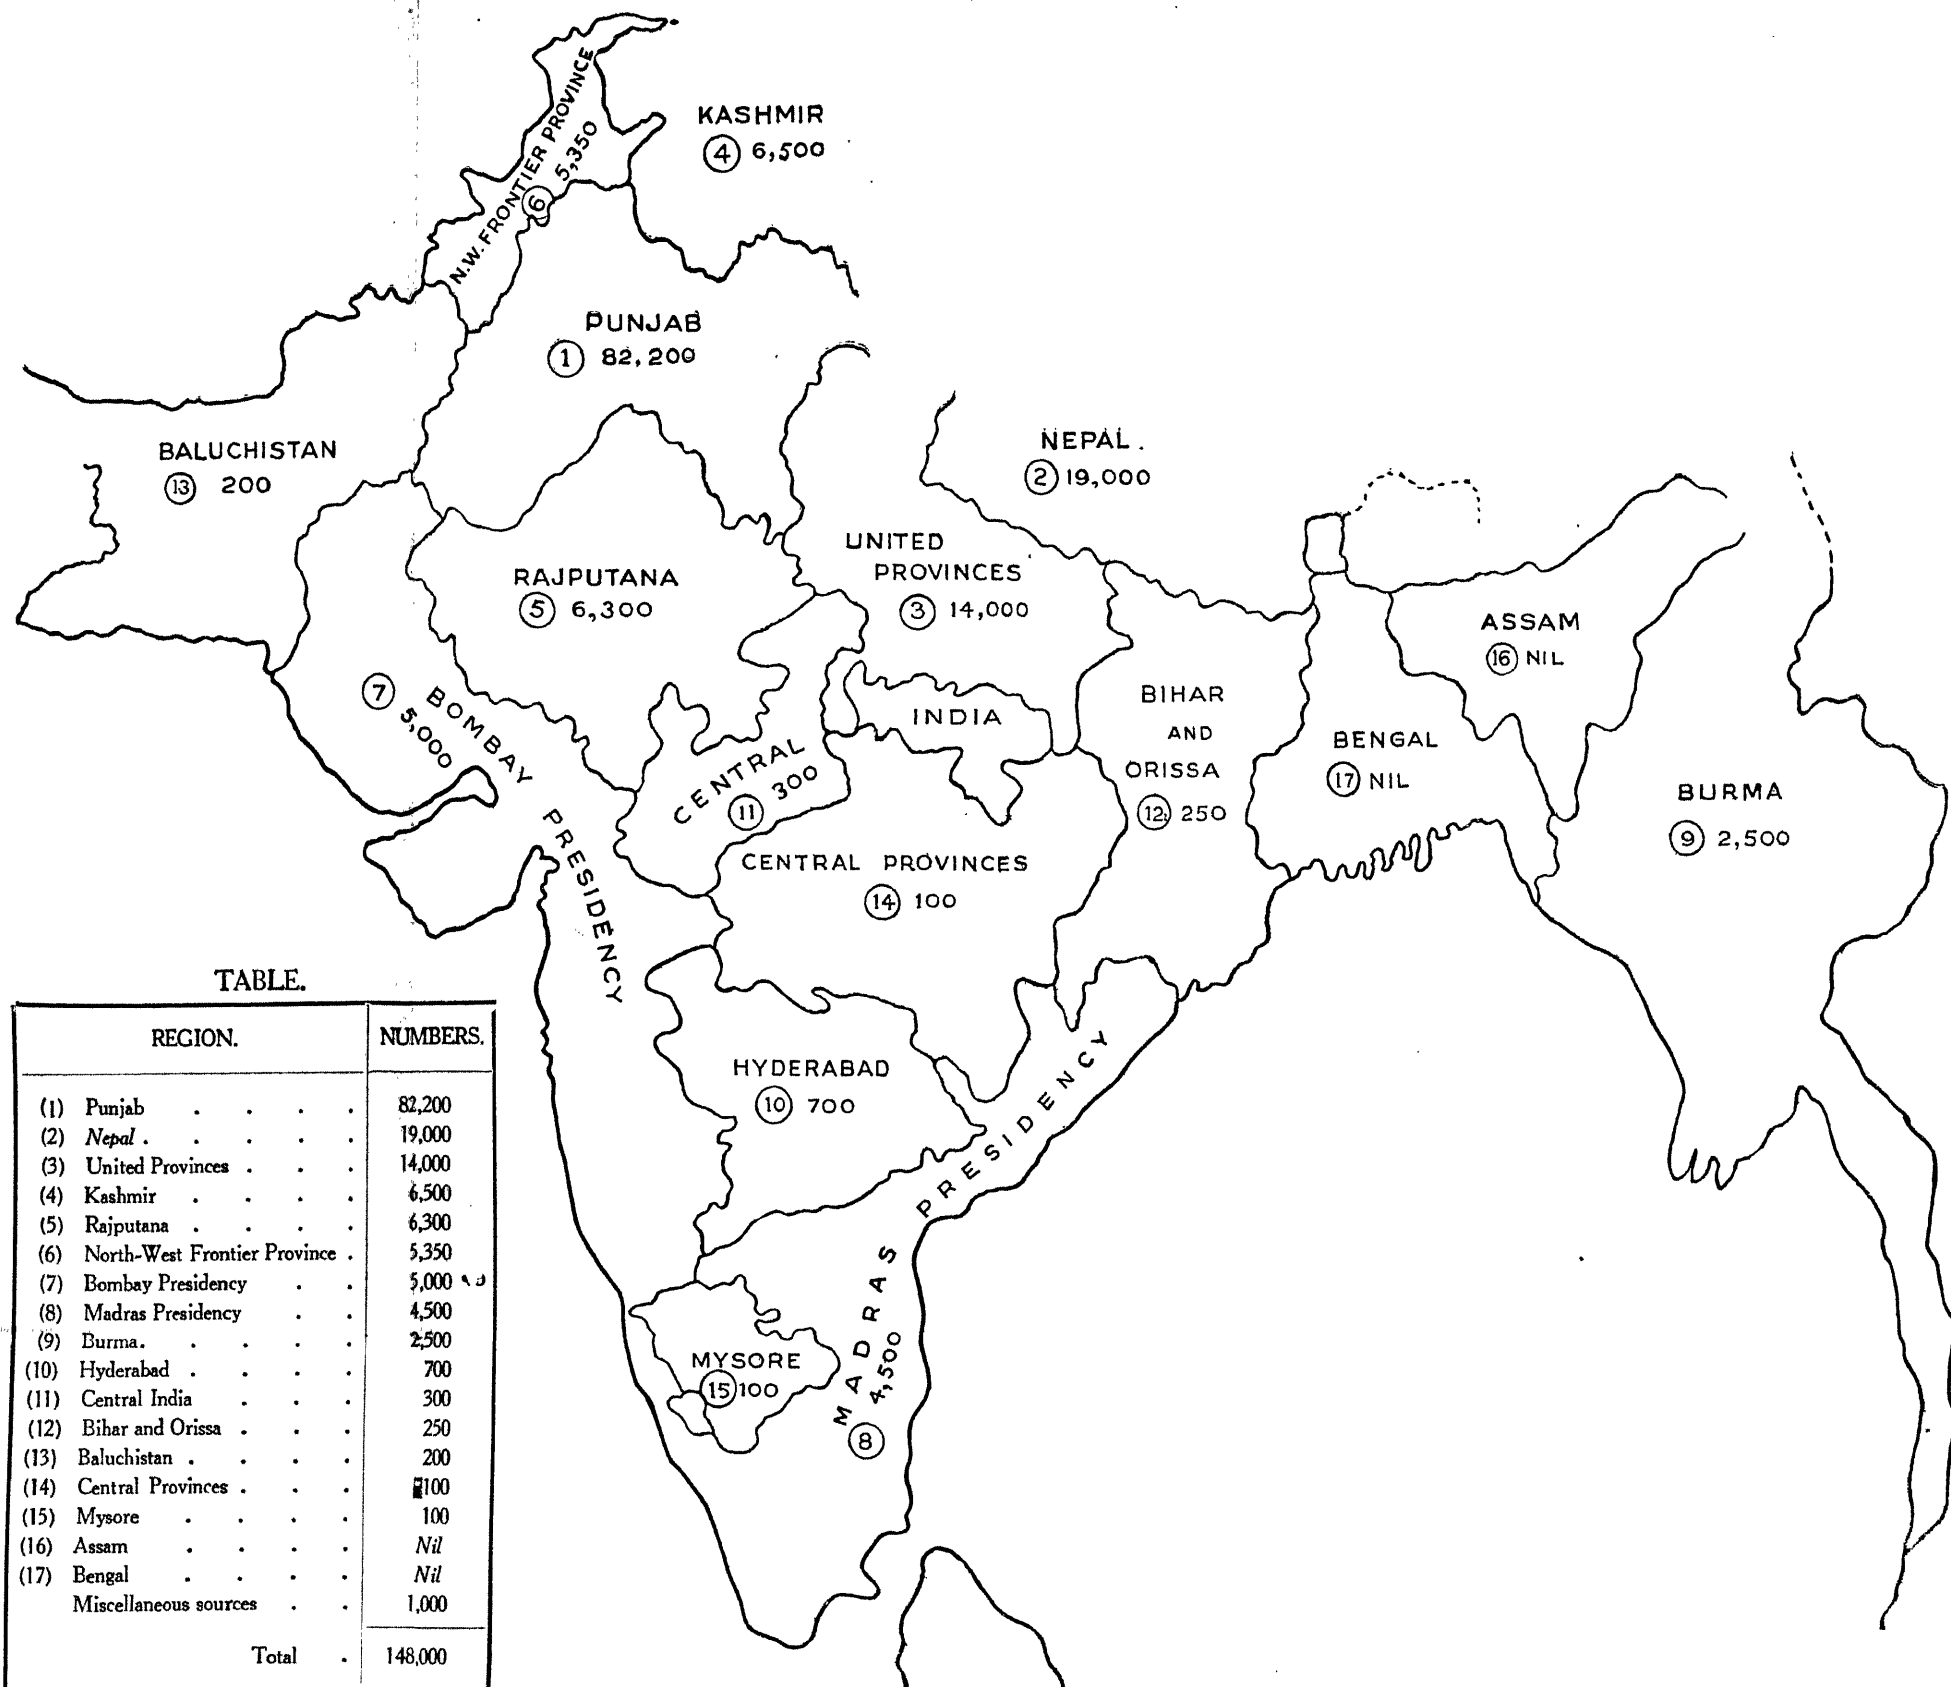 N.W. FRONTIER PROVINCE
⑥ 5,350
KASHMIR
④ 6,500
PUNJAB
① 82,200
BALUCHISTAN
⑬ 200
NEPAL.
② 19,000
UNITED
PROVINCES
③ 14,000
RAJPUTANA
⑤ 6,300
ASSAM
⑯ NIL
BIHAR
AND
ORISSA
⑫ 250
BENGAL
⑰ NIL
BURMA
⑨ 2,500
BOMBAY PRESIDENCY
⑦ 5,000
CENTRAL INDIA
⑪ 300
CENTRAL PROVINCES
⑭ 100
HYDERABAD
⑩ 700
MADRAS PRESIDENCY
⑧ 4,500
MYSORE
⑮ 100
TABLE.
REGION. NUMBERS.
(1) Punjab . . . . 82,200
(2) Nepal . . . . . 19,000
(3) United Provinces . . . 14,000
(4) Kashmir . . . . 6,500
(5) Rajputana . . . . 6,300
(6) North-West Frontier Province . 5,350
(7) Bombay Presidency . . 5,000
(8) Madras Presidency . . 4,500
(9) Burma. . . . . 2,500
(10) Hyderabad . . . . 700
(11) Central India . . . 300
(12) Bihar and Orissa . . . 250
(13) Baluchistan . . . . 200
(14) Central Provinces . . . 100
(15) Mysore . . . . 100
(16) Assam . . . . Nil
(17) Bengal . . . . Nil
Miscellaneous sources . . 1,000
Total . 148,000